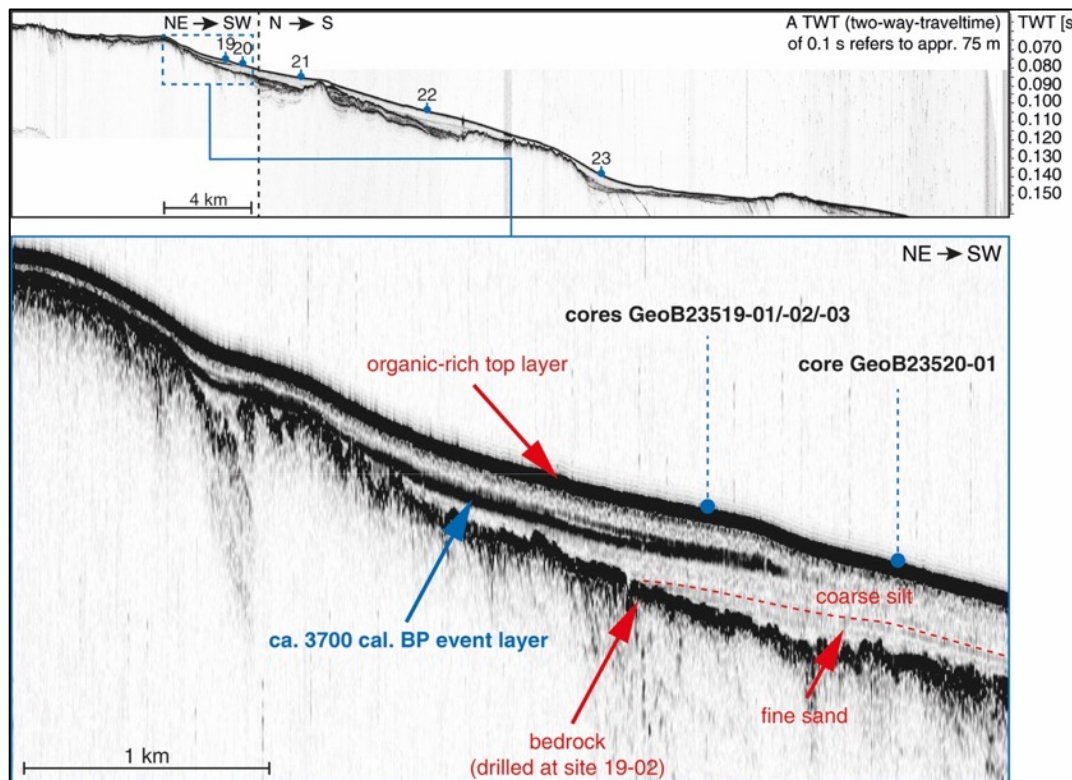 NE → SW N → S
A TWT (two-way-traveltime)
of 0.1 s refers to appr. 75 m
TWT [s
0.070
0.080
0.090
0.100
0.110
0.120
0.130
0.140
0.150
19
20
21
22
23
4 km
NE → SW
cores GeoB23519-01/-02/-03
core GeoB23520-01
organic-rich top layer
coarse silt
ca. 3700 cal. BP event layer
fine sand
bedrock
(drilled at site 19-02)
1 km